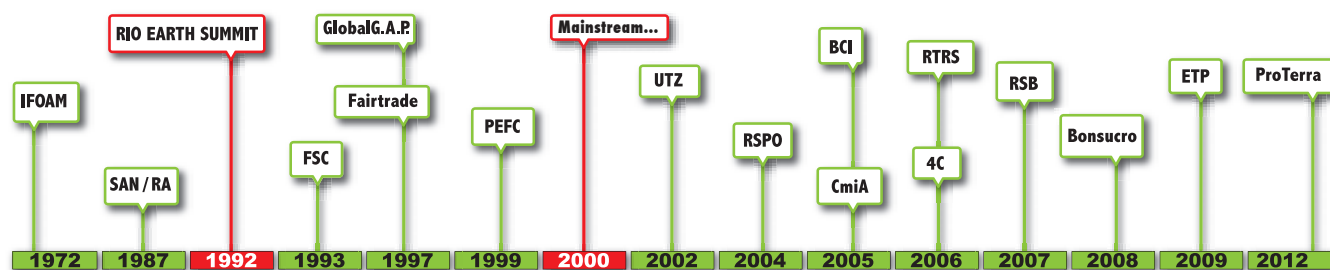 IFOAM
SAN / RA
RIO EARTH SUMMIT
FSC
GlobalG.A.P.
Fairtrade
PEFC
Mainstream...
UTZ
RSPO
BCI
CmiA
RTRS
4C
RSB
Bonsucro
ETP
ProTerra
1972 1987 1992 1993 1997 1999 2000 2002 2004 2005 2006 2007 2008 2009 2012